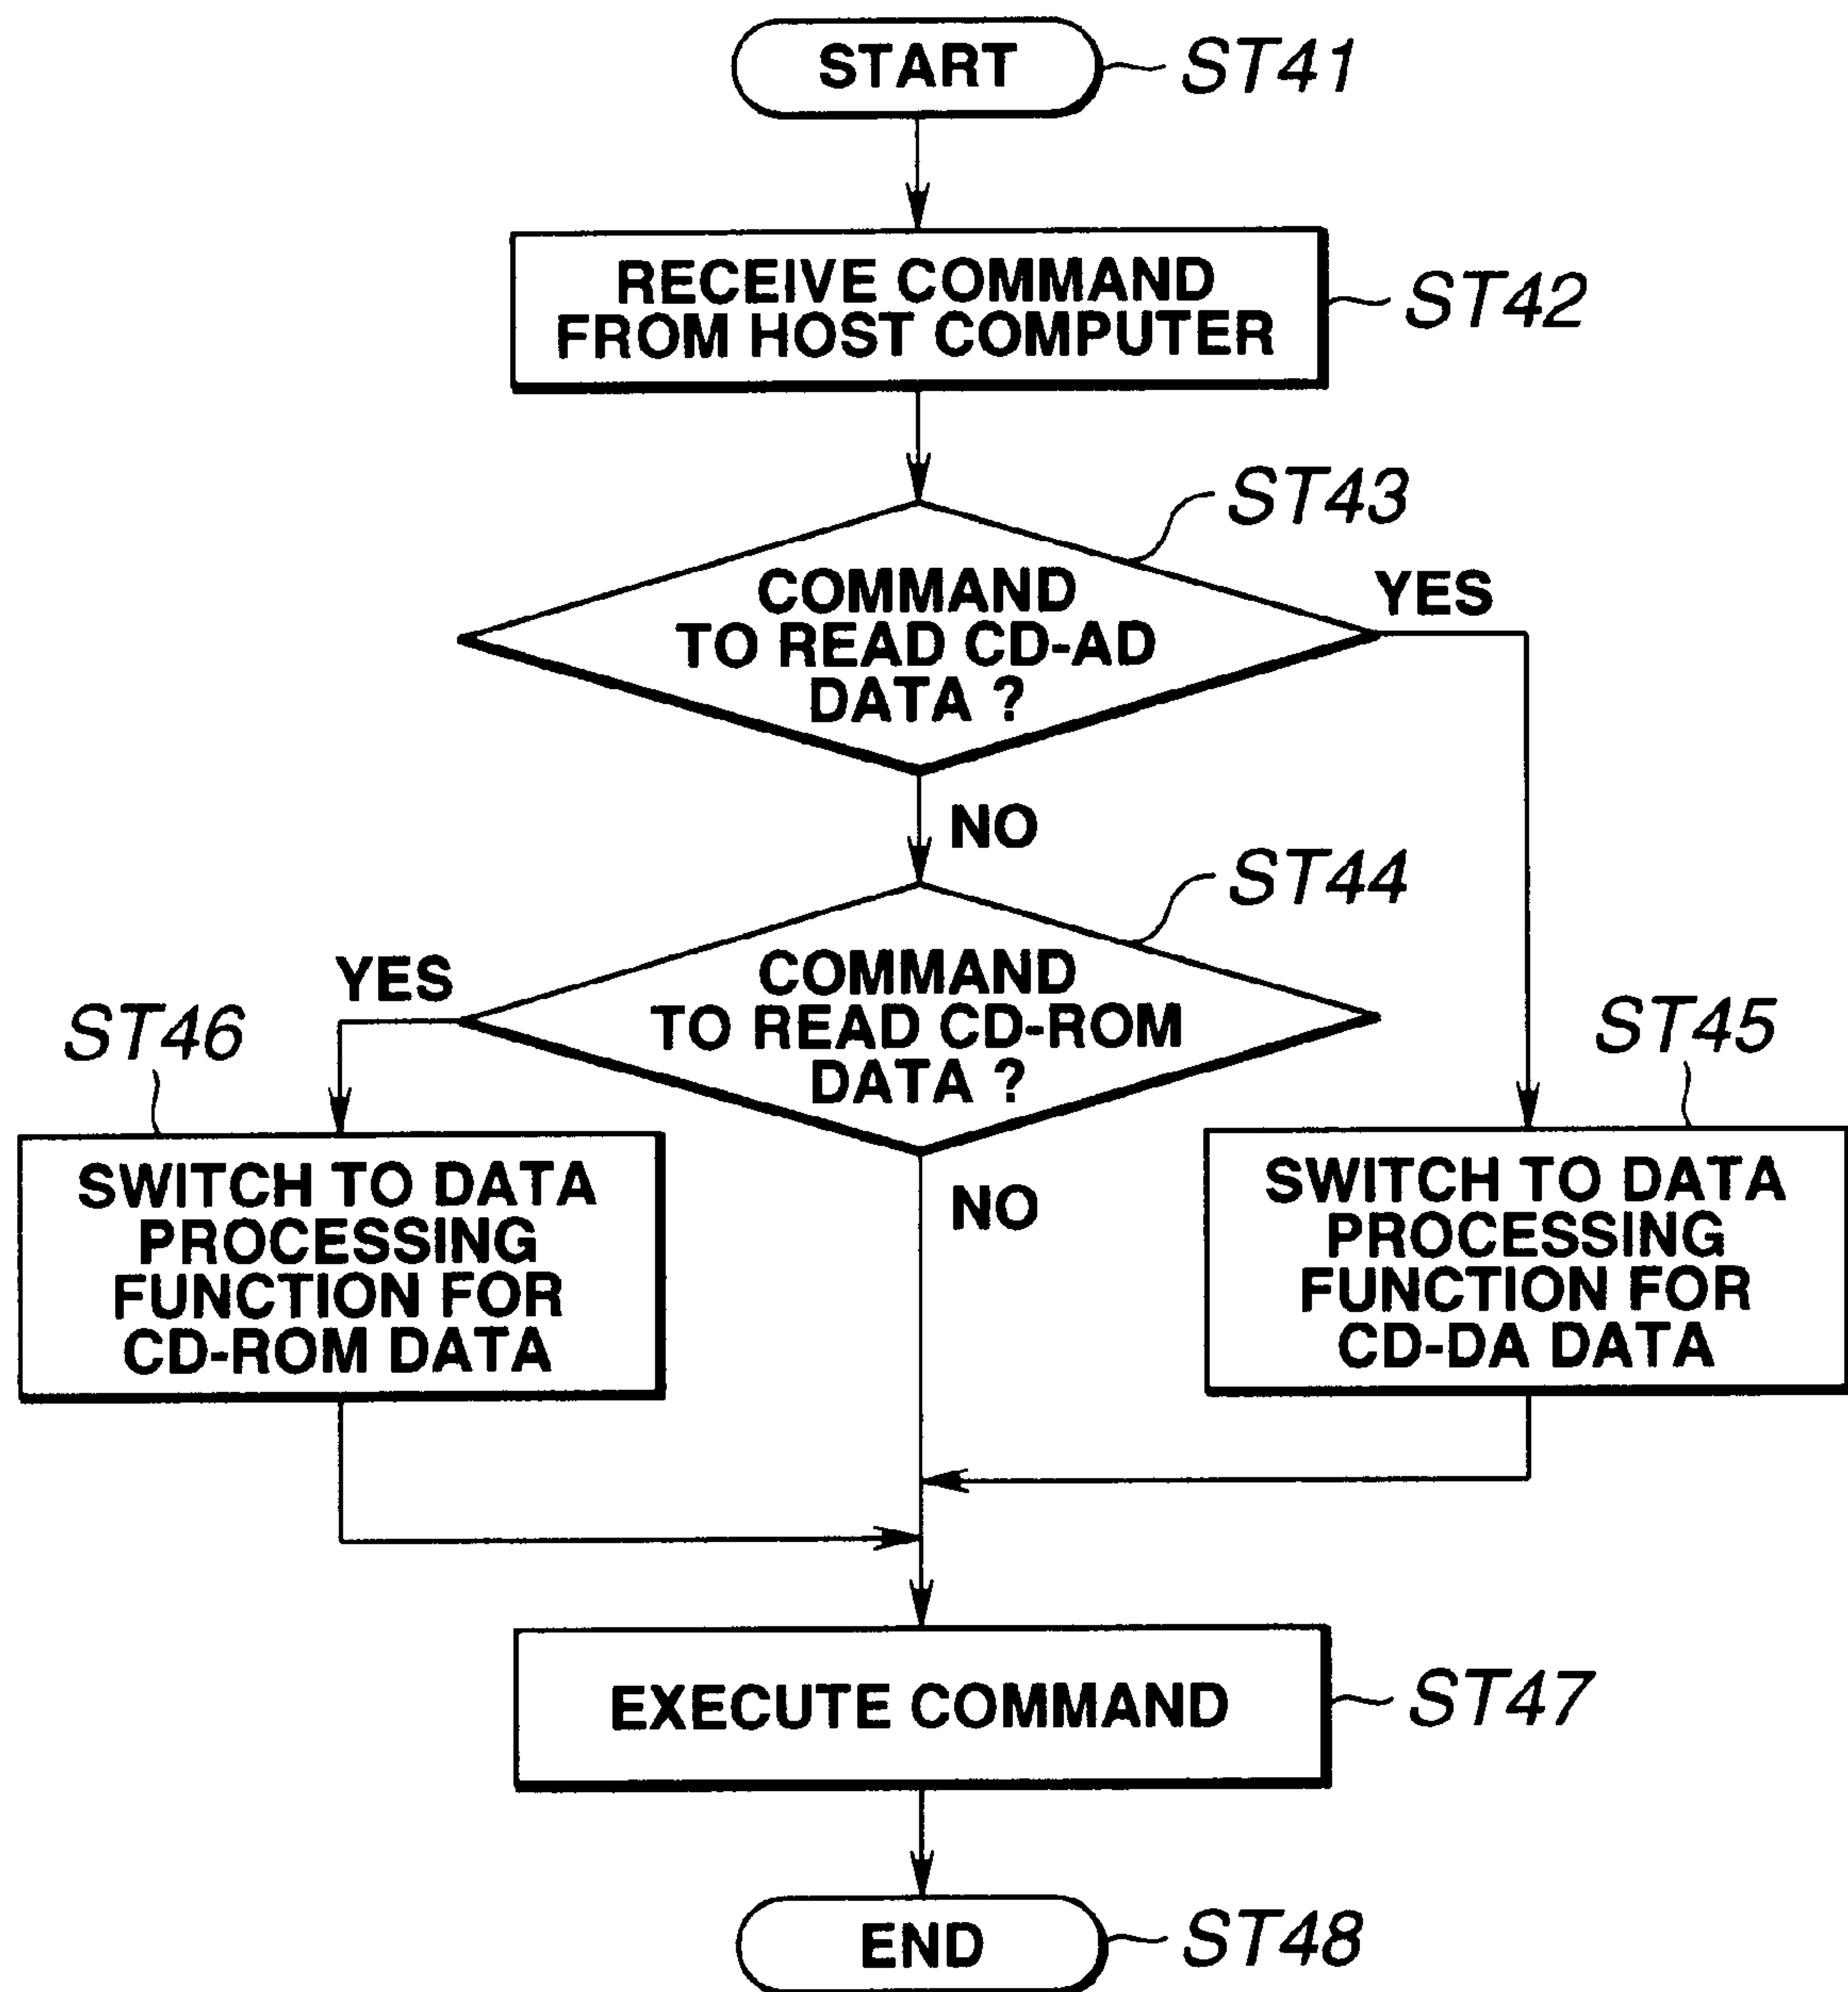 START
ST41
RECEIVE COMMAND
FROM HOST COMPUTER
ST42
ST43
COMMAND
TO READ CD-AD
DATA ?
YES
NO
ST44
COMMAND
TO READ CD-ROM
DATA ?
YES
NO
ST46
SWITCH TO DATA
PROCESSING
FUNCTION FOR
CD-ROM DATA
ST45
SWITCH TO DATA
PROCESSING
FUNCTION FOR
CD-DA DATA
EXECUTE COMMAND
ST47
END
ST48